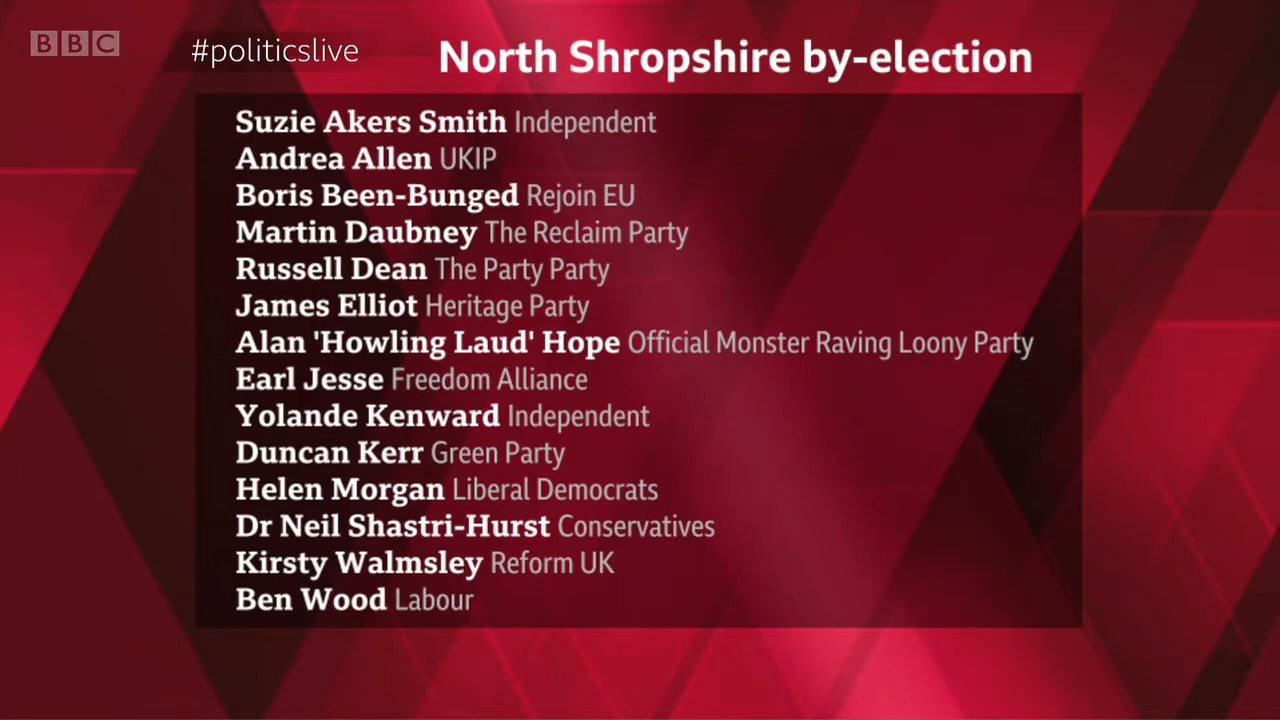 BBC
#politicslive
North Shropshire by-election
Suzie Akers Smith Independent
Andrea Allen UKIP
Boris Been-Bunged Rejoin EU
Martin Daubney The Reclaim Party
Russell Dean The Party Party
James Elliot Heritage Party
Alan 'Howling Laud' Hope Official Monster Raving Loony Party
Earl Jesse Freedom Alliance
Yolande Kenward Independent
Duncan Kerr Green Party
Helen Morgan Liberal Democrats
Dr Neil Shastri-Hurst Conservatives
Kirsty Walmsley Reform UK
Ben Wood Labour